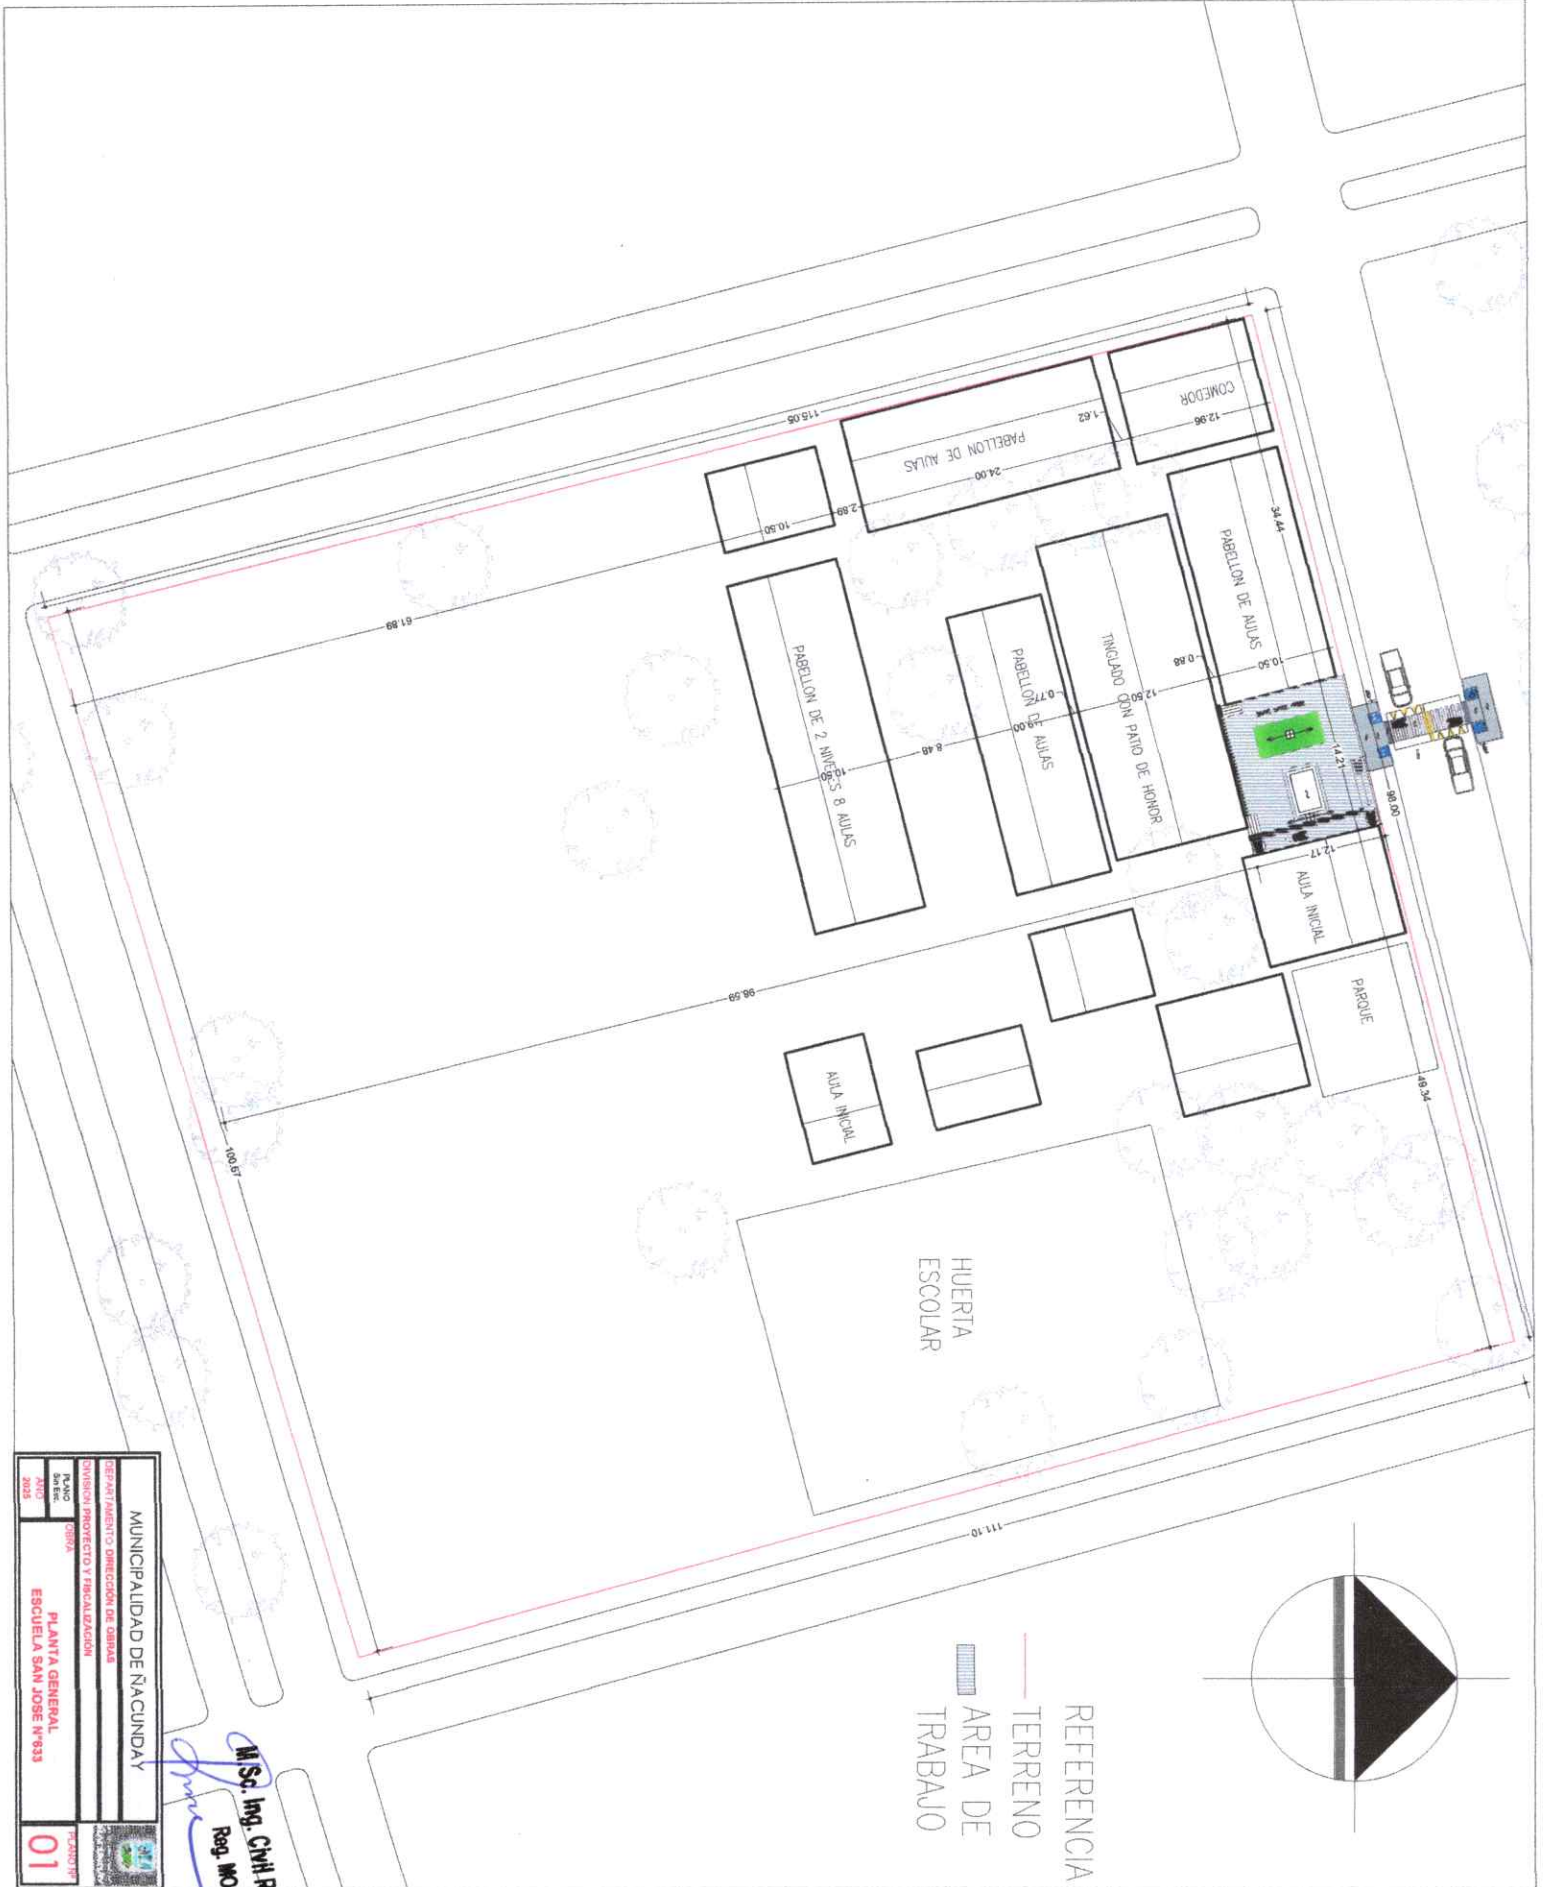 COMEDOR
12.96
1.62
PABELLON DE AULAS
24.00
115.05
2.89
10.50
61.89
34.44
PABELLON DE AULAS
10.50
0.88
TINGLADO CON PATIO DE HONOR
12.50
0.77
PABELLON DE AULAS
9.00
8.48
PABELLON DE 2 NIVELES 8 AULAS
10.50
14.21
98.00
12.17
AULA INICIAL
PARQUE
49.34
98.59
AULA INICIAL
100.67
HUERTA
ESCOLAR
111.10
REFERENCIA
TERRENO
AREA DE
TRABAJO
M.Sc. Ing. Civil
Reg. MO
MUNICIPALIDAD DE ÑACUNDAY
DEPARTAMENTO DIRECCIÓN DE OBRAS
DIVISION PROYECTO Y FISCALIZACIÓN
PLANO
Sin Esc.
AÑO
2025
OBRA
PLANTA GENERAL
ESCUELA SAN JOSE N°633
PLANO N°
01